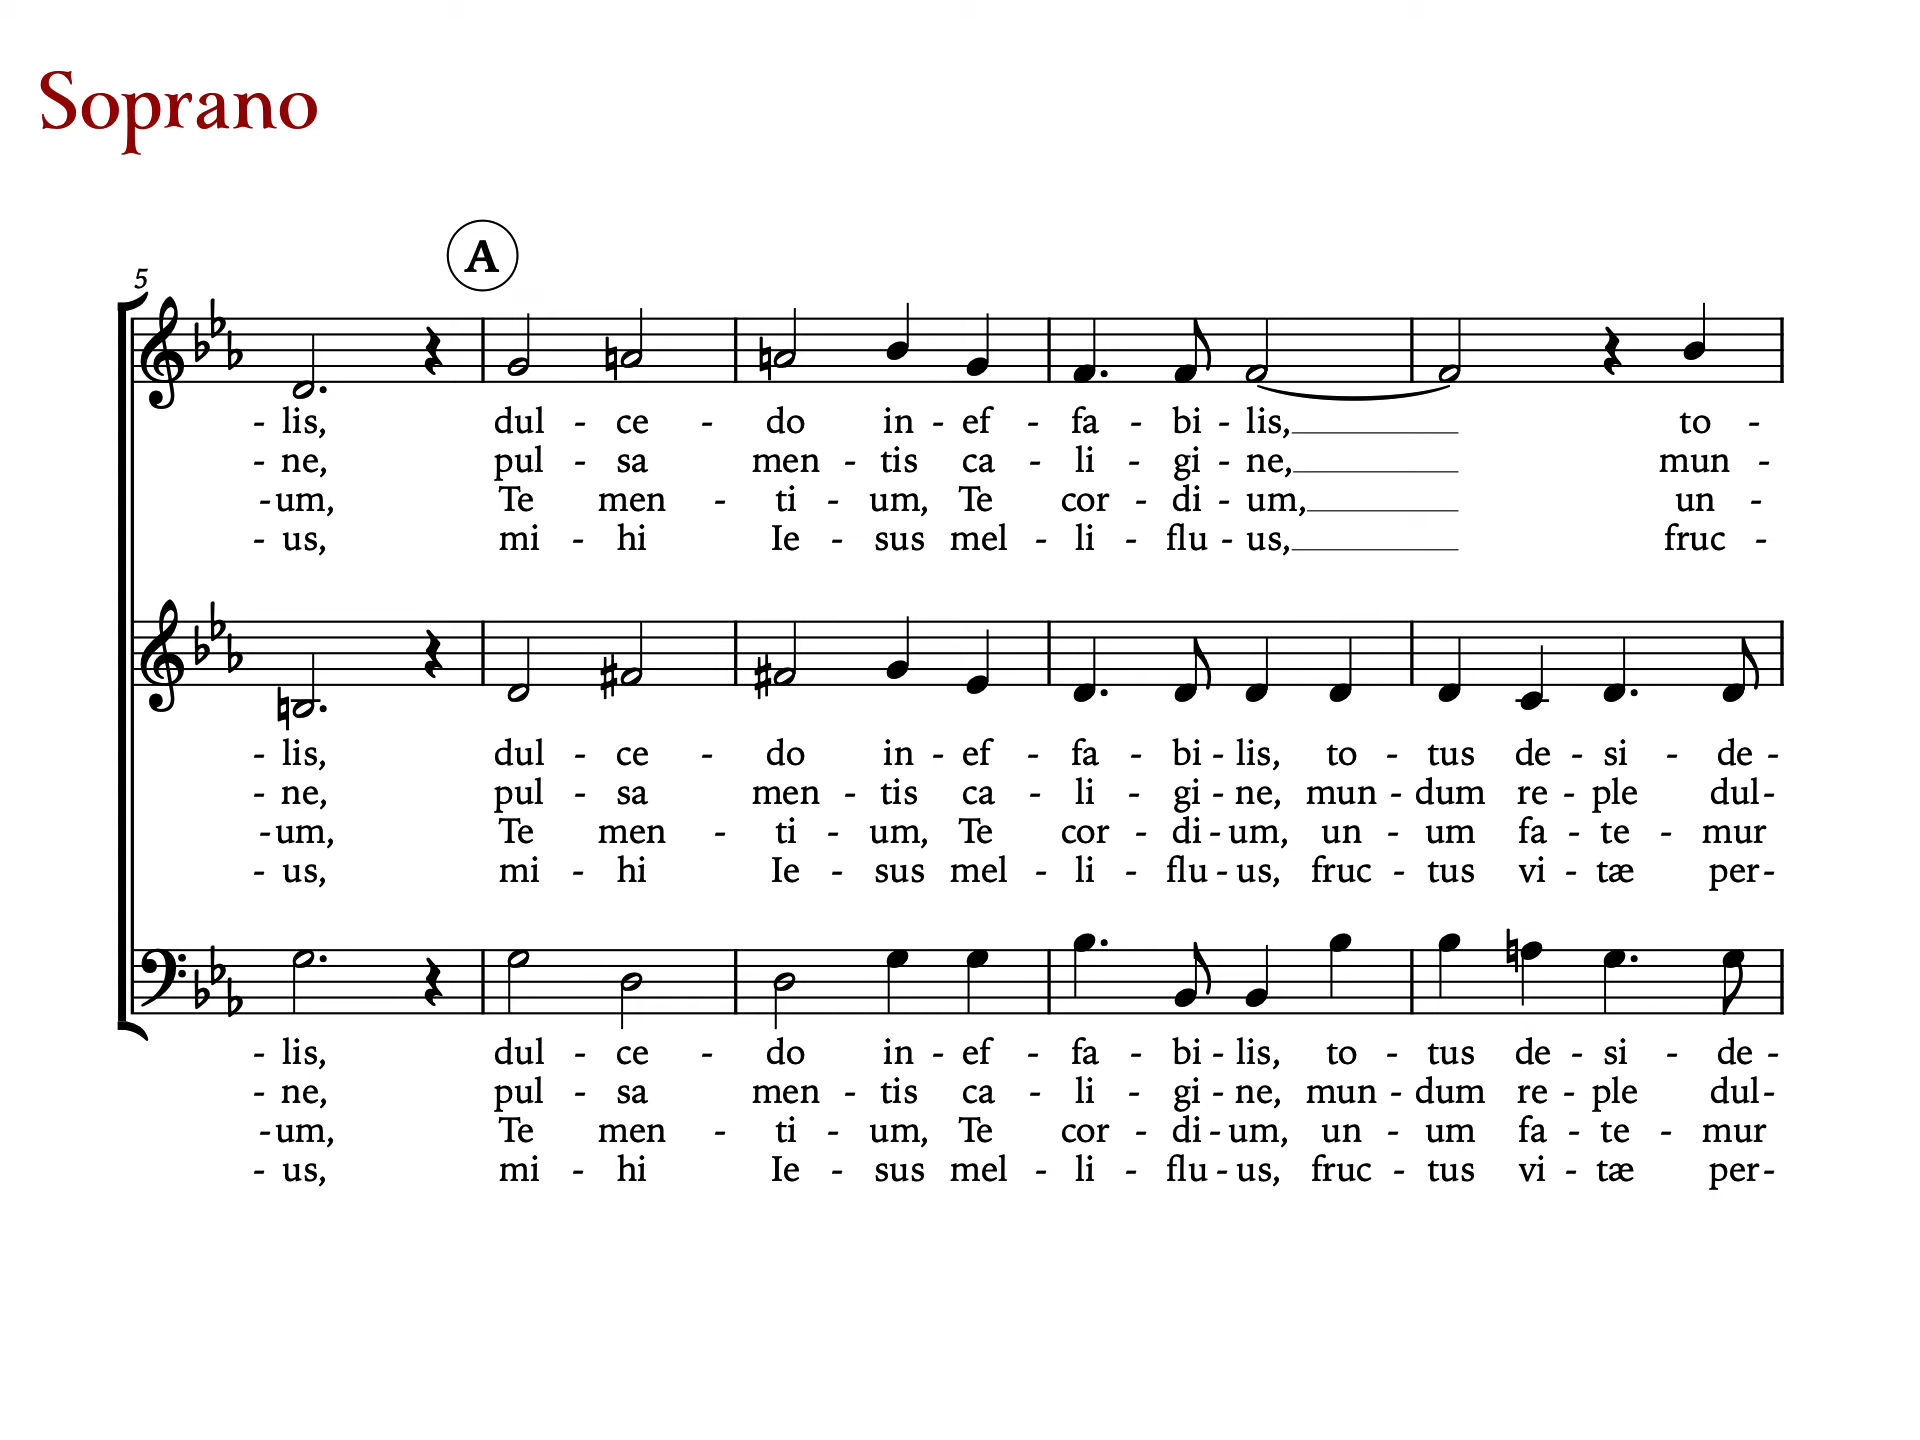 Soprano
A
5
- lis, dul - ce - do in - ef - fa - bi - lis, to -
- ne, pul - sa men - tis ca - li - gi - ne, mun -
- um, Te men - ti - um, Te cor - di - um, un -
- us, mi - hi Ie - sus mel - li - flu - us, fruc -
- lis, dul - ce - do in - ef - fa - bi - lis, to - tus de - si - de -
- ne, pul - sa men - tis ca - li - gi - ne, mun - dum re - ple dul -
- um, Te men - ti - um, Te cor - di - um, un - um fa - te - mur
- us, mi - hi Ie - sus mel - li - flu - us, fruc - tus vi - tæ per -
- lis, dul - ce - do in - ef - fa - bi - lis, to - tus de - si - de -
- ne, pul - sa men - tis ca - li - gi - ne, mun - dum re - ple dul -
- um, Te men - ti - um, Te cor - di - um, un - um fa - te - mur
- us, mi - hi Ie - sus mel - li - flu - us, fruc - tus vi - tæ per -